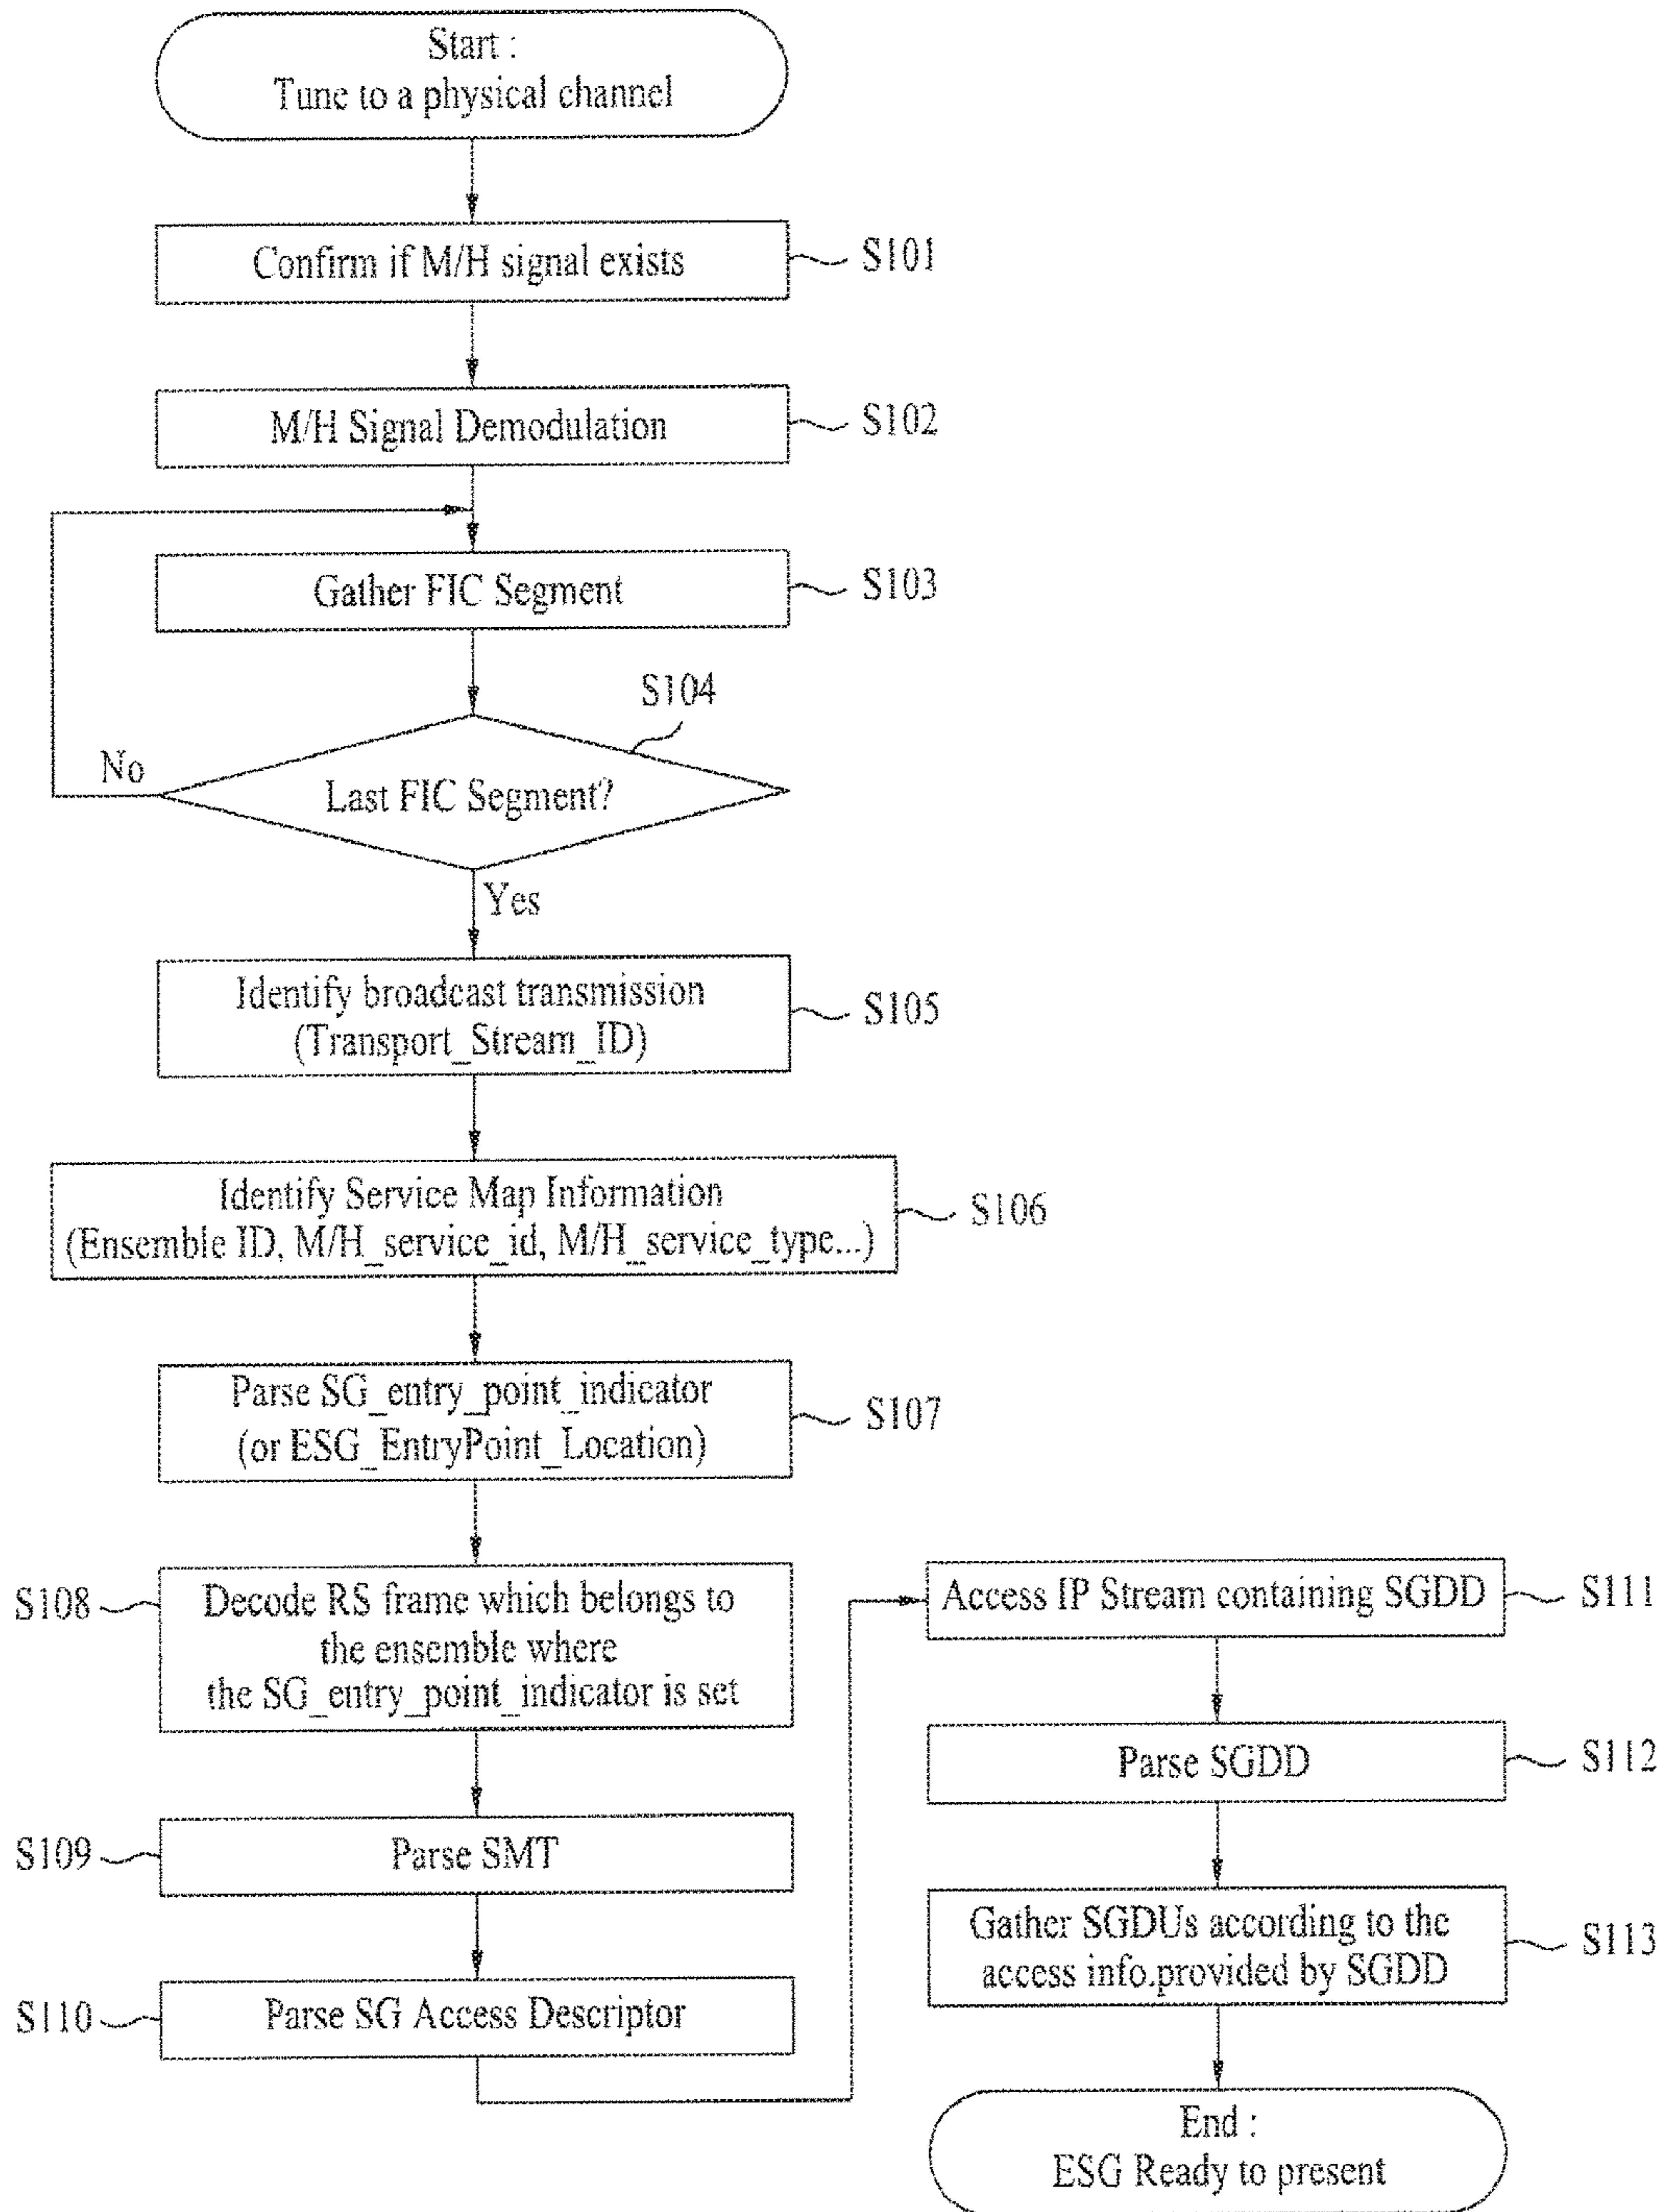 Start :
Tune to a physical channel
Confirm if M/H signal exists
S101
M/H Signal Demodulation
S102
Gather FIC Segment
S103
S104
Last FIC Segment?
No
Yes
Identify broadcast transmission
(Transport_Stream_ID)
S105
Identify Service Map Information
(Ensemble ID, M/H_service_id, M/H_service_type...)
S106
Parse SG_entry_point_indicator
(or ESG_EntryPoint_Location)
S107
S108
Decode RS frame which belongs to
the ensemble where
the SG_entry_point_indicator is set
S109
Parse SMT
S110
Parse SG Access Descriptor
Access IP Stream containing SGDD
S111
Parse SGDD
S112
Gather SGDUs according to the
access info.provided by SGDD
S113
End :
ESG Ready to present